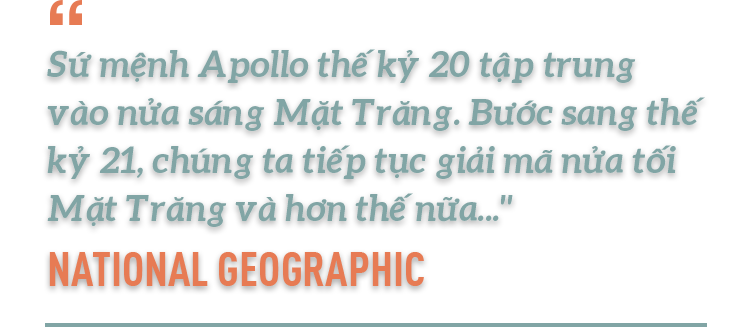 “
Sứ mệnh Apollo thế kỷ 20 tập trung
vào nửa sáng Mặt Trăng. Bước sang thế
kỷ 21, chúng ta tiếp tục giải mã nửa tối
Mặt Trăng và hơn thế nữa..."
NATIONAL GEOGRAPHIC